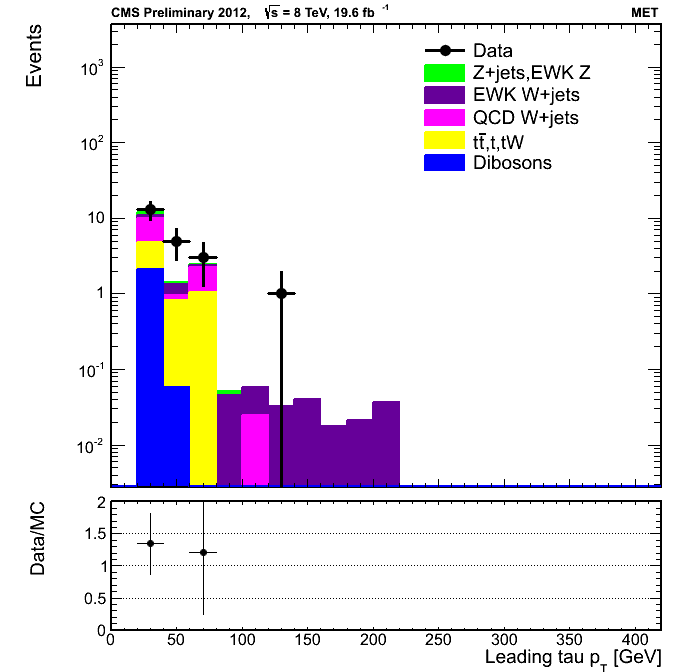 CMS Preliminary 2012, √s = 8 TeV, 19.6 fb⁻¹ MET
Events
10³
10²
10
1
10⁻¹
10⁻²
Data
Z+jets,EWK Z
EWK W+jets
QCD W+jets
tt̅,t,tW
Dibosons
Data/MC
2
1.5
1
0.5
0
0 50 100 150 200 250 300 350 400
Leading tau p_T [GeV]